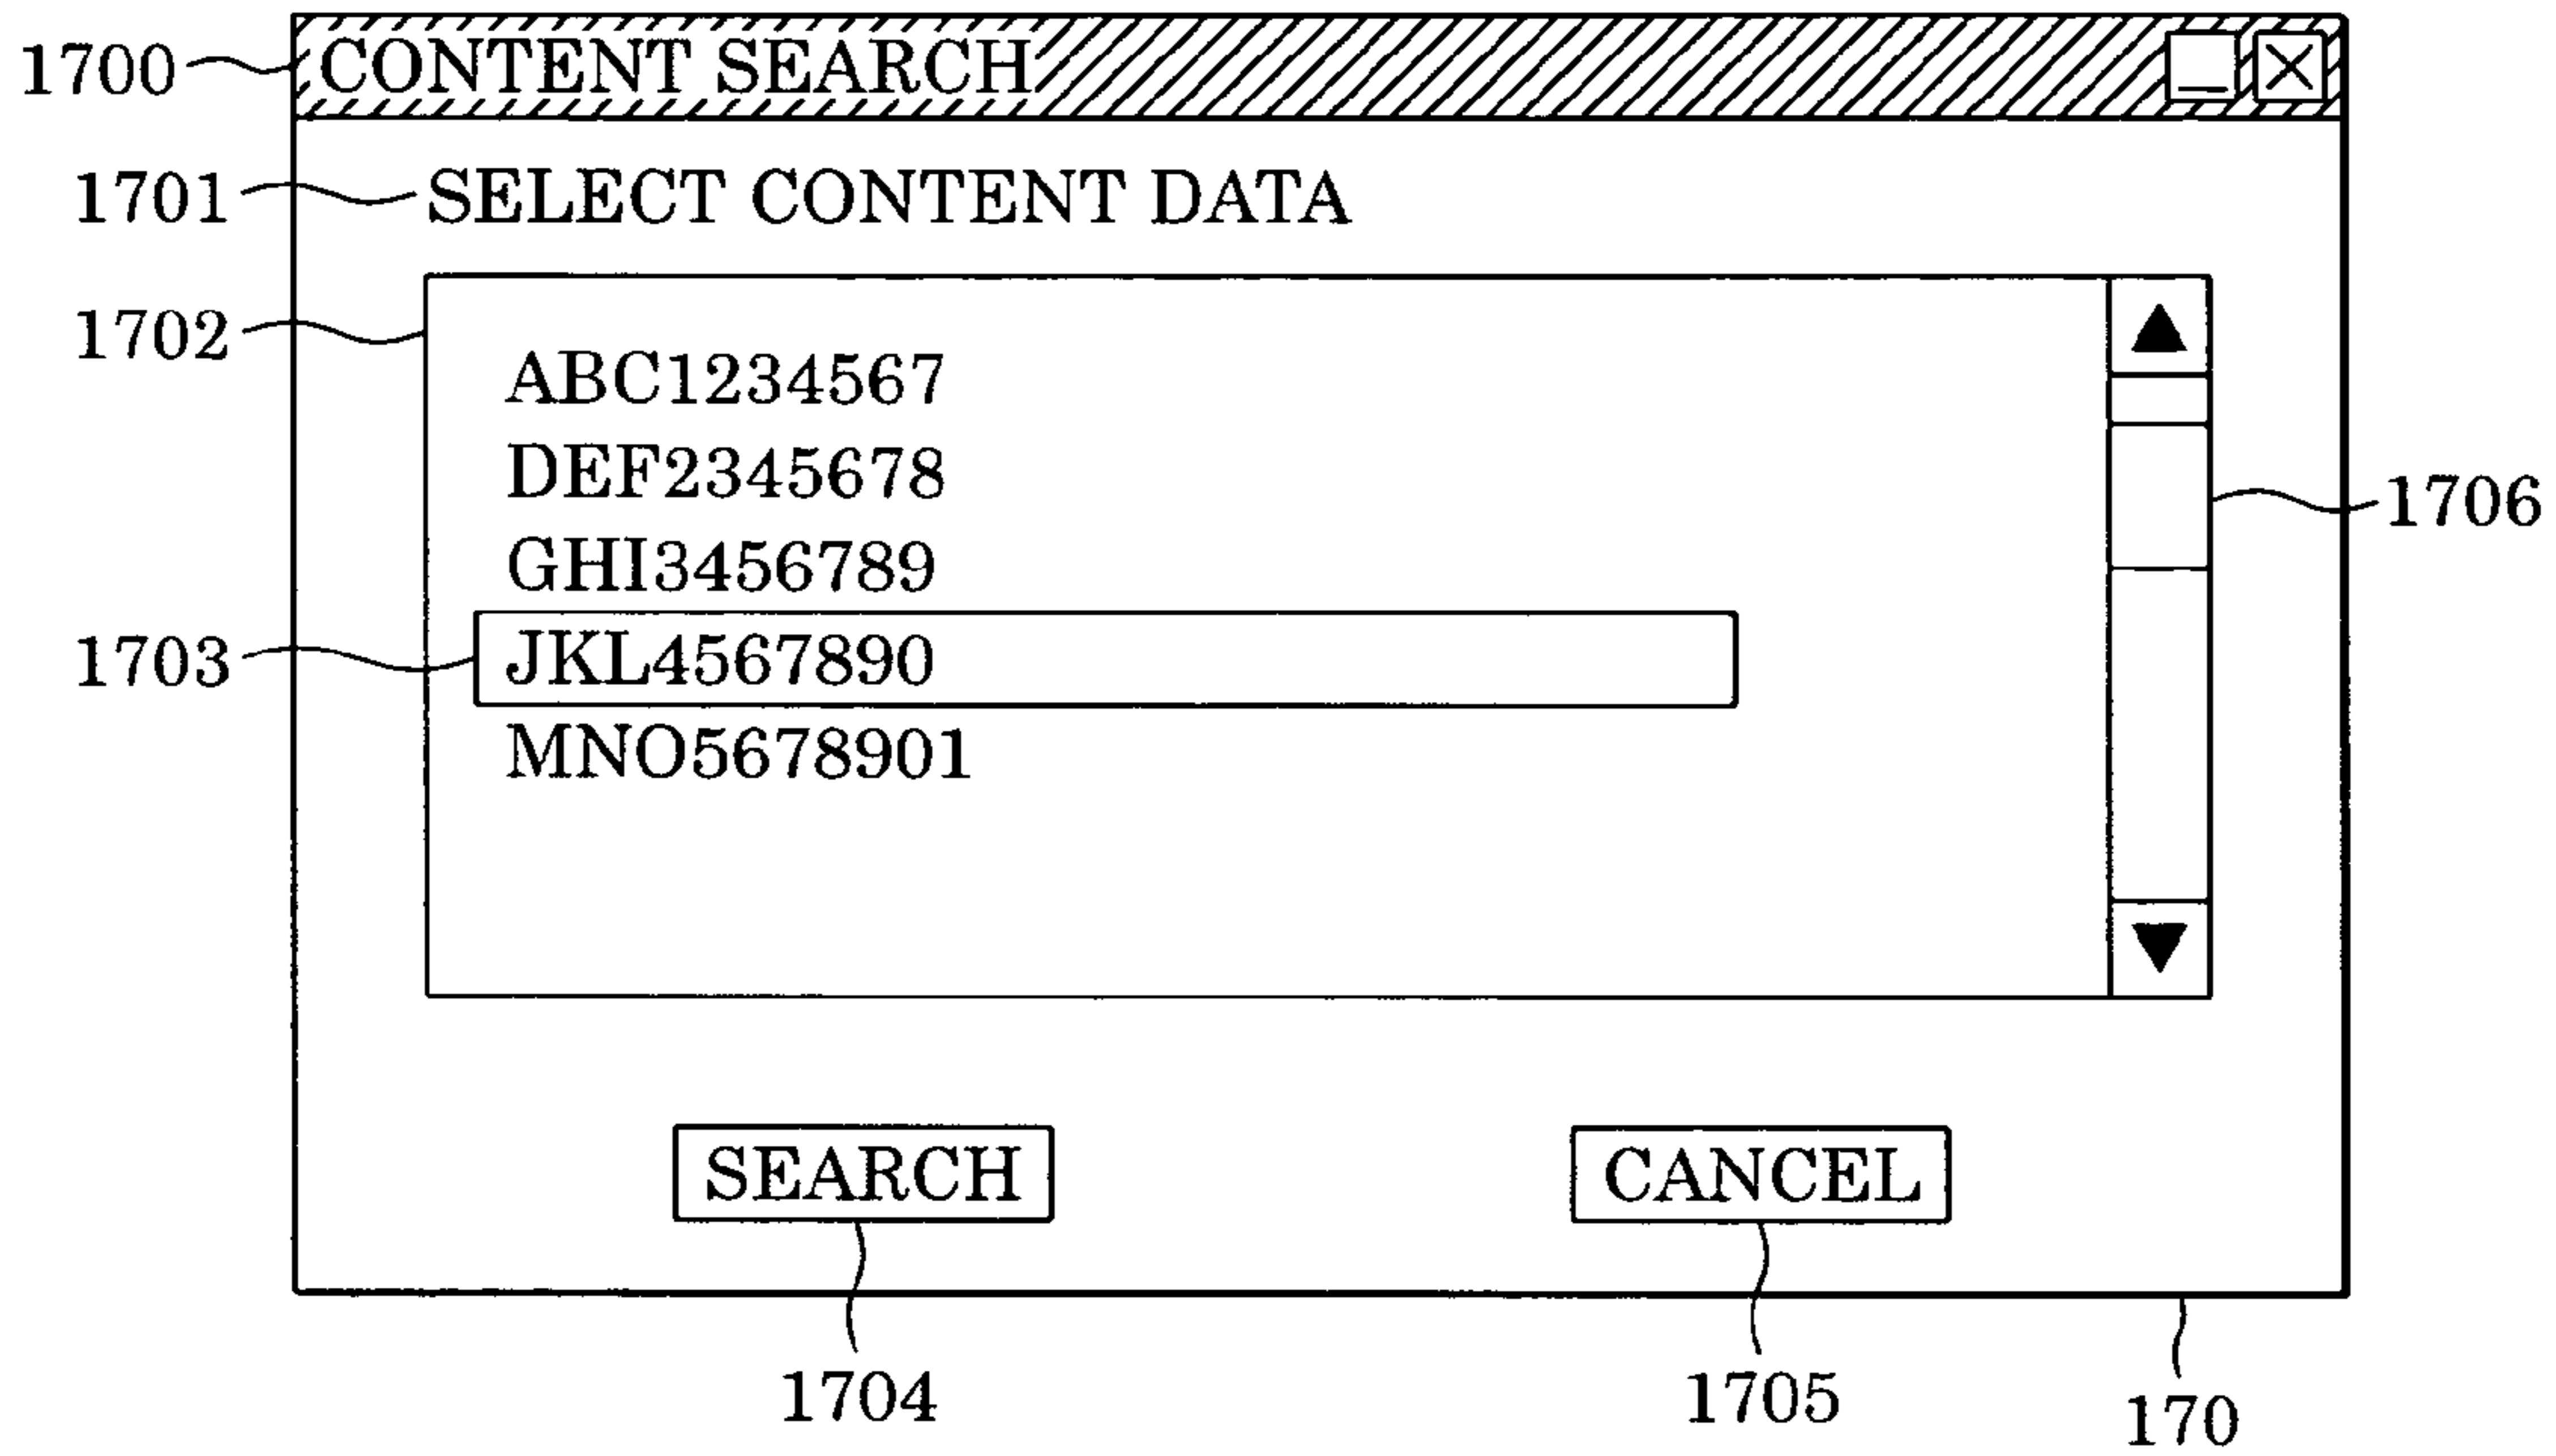 1700 CONTENT SEARCH
1701 SELECT CONTENT DATA
1702
ABC1234567
DEF2345678
1706
GHI3456789
1703 JKL4567890
MNO5678901
SEARCH CANCEL
1704 1705 170